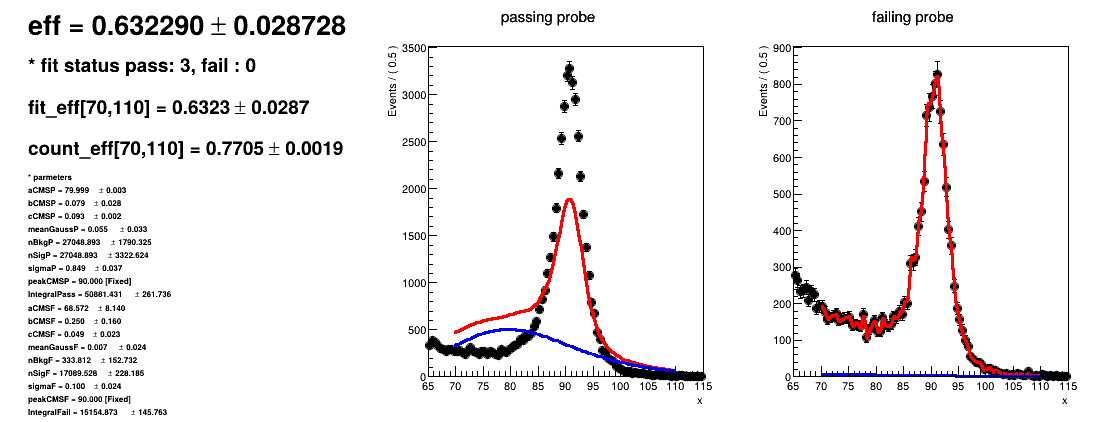 eff = 0.632290 ± 0.028728
* fit status pass: 3, fail : 0
fit_eff[70,110] = 0.6323 ± 0.0287
count_eff[70,110] = 0.7705 ± 0.0019
* parmeters
aCMSP = 79.999 ± 0.003
bCMSP = 0.079 ± 0.028
cCMSP = 0.093 ± 0.002
meanGaussP = 0.055 ± 0.033
nBkgP = 27048.893 ± 1790.325
nSigP = 27048.893 ± 3322.624
sigmaP = 0.849 ± 0.037
peakCMSP = 90.000 [Fixed]
IntegralPass = 50881.431 ± 261.736
aCMSF = 66.572 ± 8.140
bCMSF = 0.250 ± 0.160
cCMSF = 0.049 ± 0.023
meanGaussF = 0.007 ± 0.024
nBkgF = 333.812 ± 152.732
nSigF = 17089.528 ± 228.185
sigmaF = 0.100 ± 0.024
peakCMSF = 90.000 [Fixed]
IntegralFail = 15154.873 ± 145.763
passing probe
Events / ( 0.5 )
3500
3000
2500
2000
1500
1000
500
0
65 70 75 80 85 90 95 100 105 110 115
x
failing probe
Events / ( 0.5 )
900
800
700
600
500
400
300
200
100
0
65 70 75 80 85 90 95 100 105 110 115
x